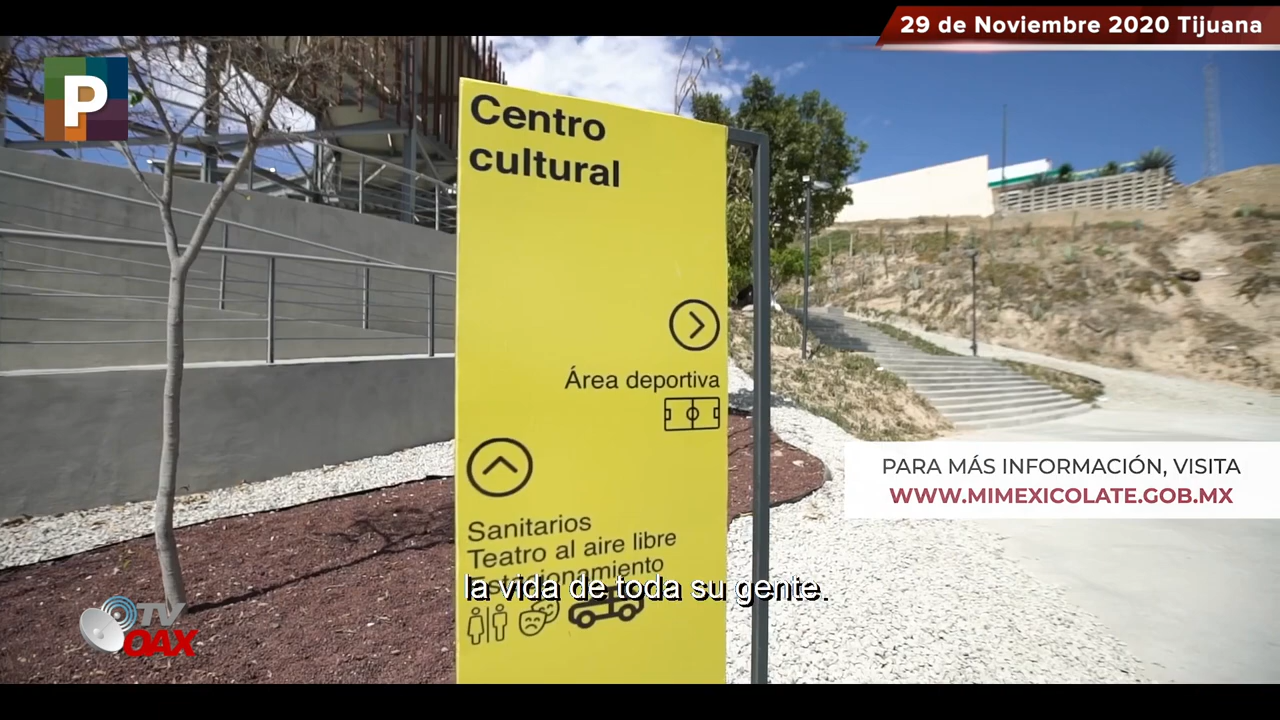 29 de Noviembre 2020 Tijuana
P
Centro
cultural
Área deportiva
PARA MÁS INFORMACIÓN, VISITA
WWW.MIMEXICOLATE.GOB.MX
Sanitarios
Teatro al aire libre
Estacionamiento
la vida de toda su gente.
TV
OAX